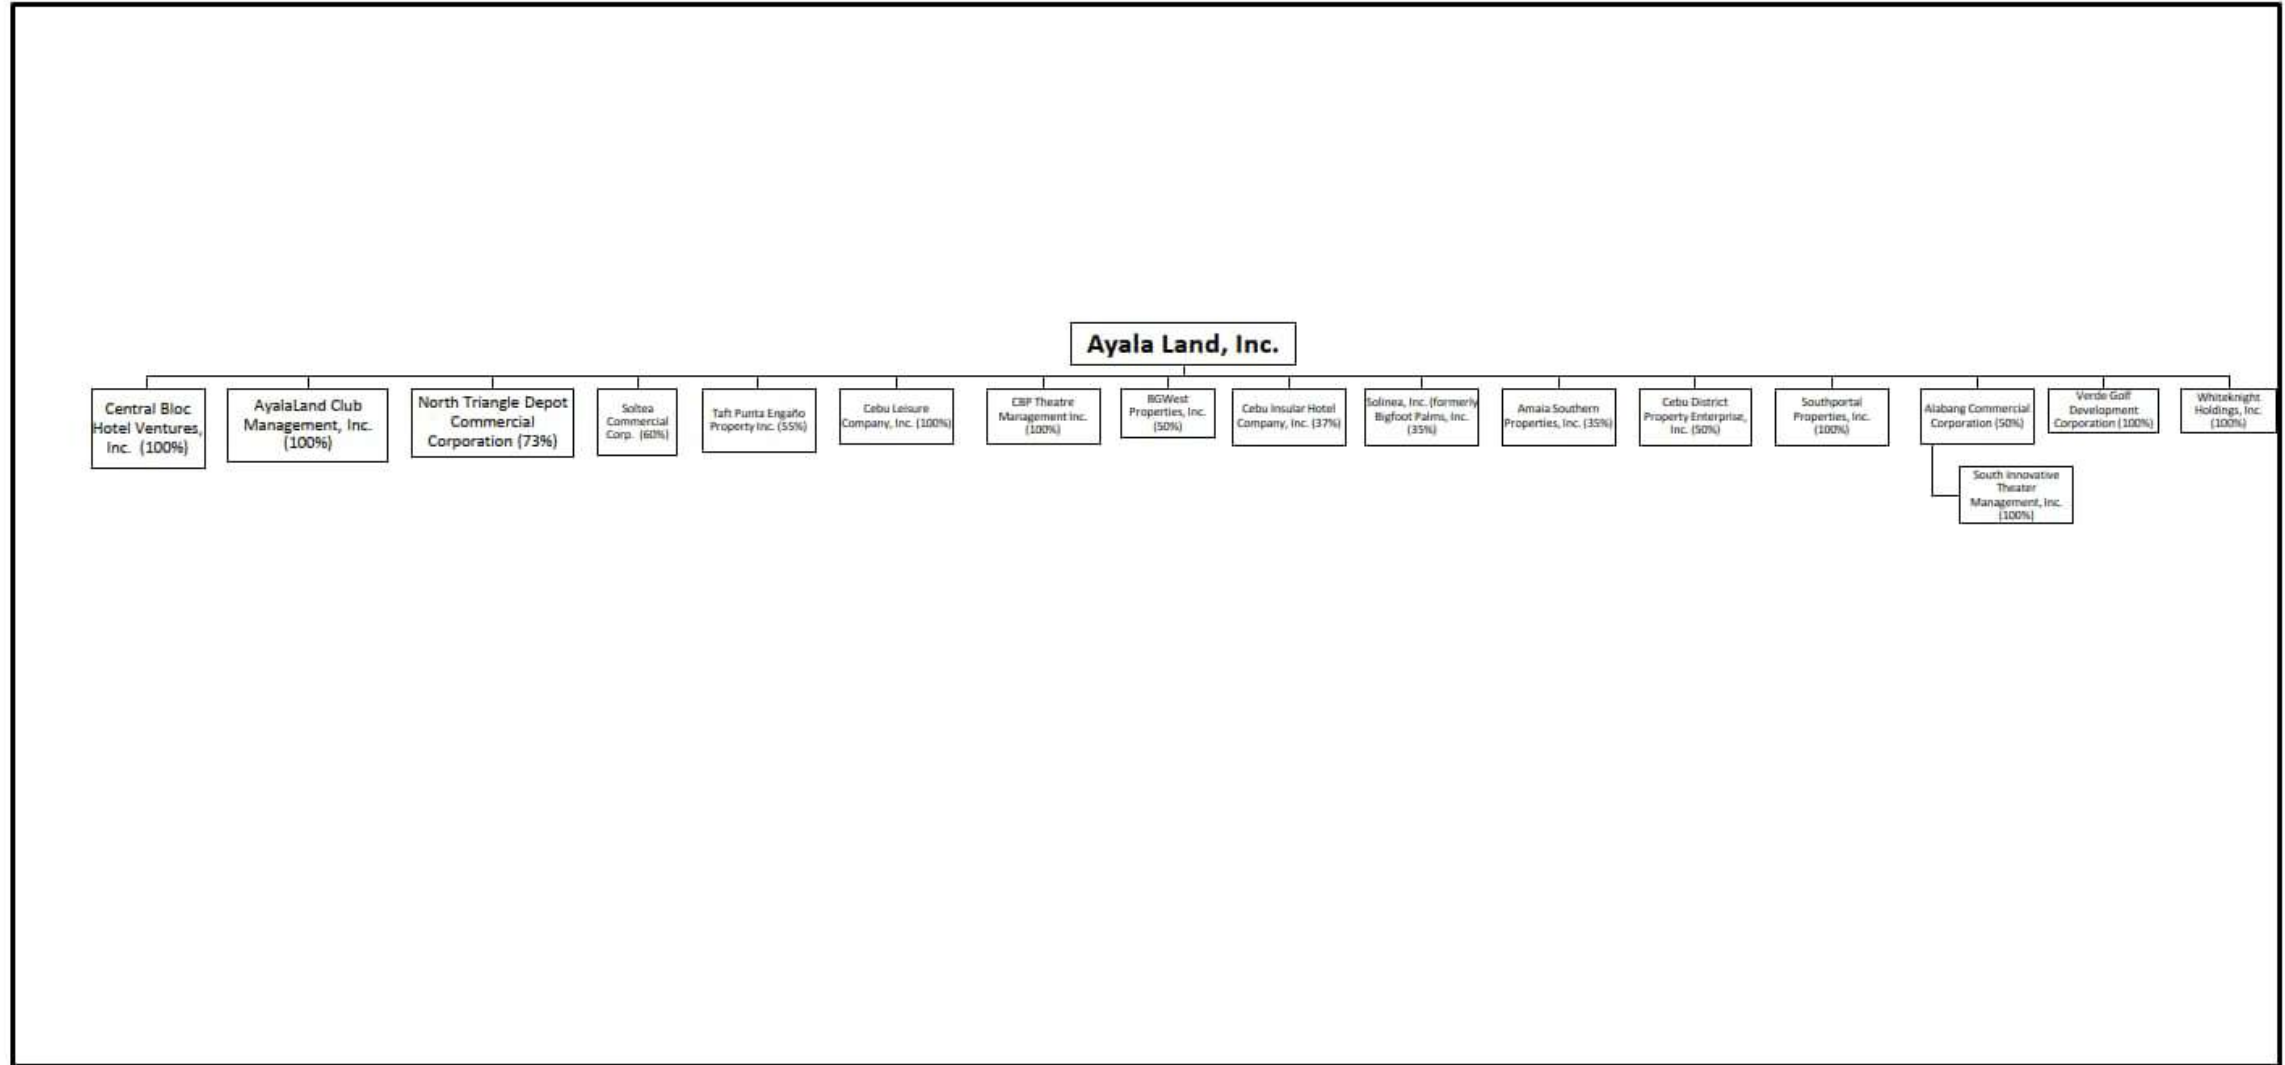 Ayala Land, Inc.
Central Bloc
Hotel Ventures,
Inc. (100%)
AyalaLand Club
Management, Inc.
(100%)
North Triangle Depot
Commercial
Corporation (73%)
Soltea
Commercial
Corp. (60%)
Taft Punta Engaño
Property Inc. (55%)
Cebu Leisure
Company, Inc. (100%)
CBP Theatre
Management Inc.
(100%)
BGWest
Properties, Inc.
(50%)
Cebu Insular Hotel
Company, Inc. (37%)
Solinea, Inc. (formerly
Bigfoot Palms, Inc.
(35%)
Amaia Southern
Properties, Inc. (35%)
Cebu District
Property Enterprise,
Inc. (50%)
Southportal
Properties, Inc.
(100%)
Alabang Commercial
Corporation (50%)
South Innovative
Theater
Management, Inc.
(100%)
Verde Golf
Development
Corporation (100%)
Whiteknight
Holdings, Inc.
(100%)